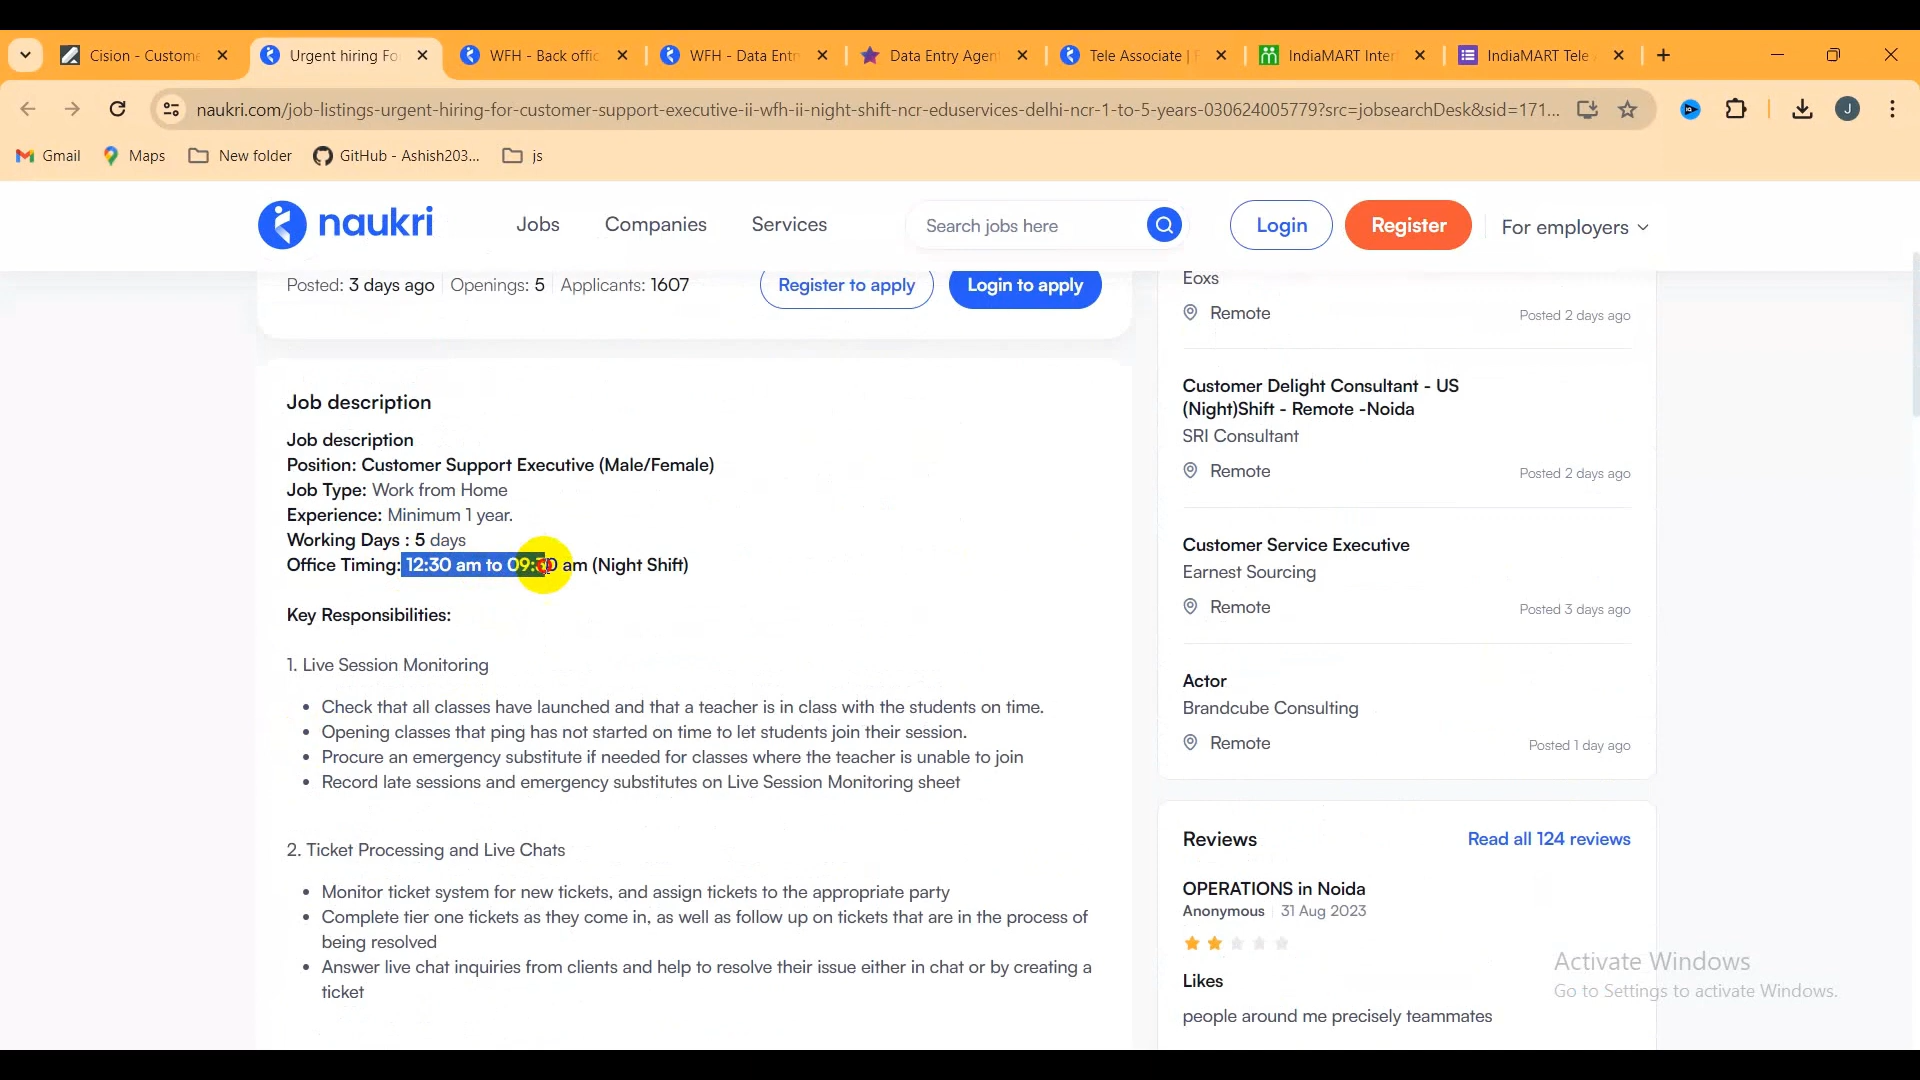 Cision - Custome
Urgent hiring Fo
WFH - Back offic
WFH - Data Entr
Data Entry Agen
Tele Associate |
IndiaMART Inter
IndiaMART Tele
naukri.com/job-listings-urgent-hiring-for-customer-support-executive-ii-wfh-ii-night-shift-ncr-eduservices-delhi-ncr-1-to-5-years-030624005779?src=jobsearchDesk&sid=171...
J
Gmail
Maps
New folder
GitHub - Ashish203...
js
naukri
Jobs
Companies
Services
Search jobs here
Login
Register
For employers
Posted: 3 days ago
Openings: 5
Applicants: 1607
Register to apply
Login to apply
Job description
Job description
Position: Customer Support Executive (Male/Female)
Job Type: Work from Home
Experience: Minimum 1 year.
Working Days : 5 days
Office Timing: 12:30 am to 09:30 am (Night Shift)
Key Responsibilities:
1. Live Session Monitoring
• Check that all classes have launched and that a teacher is in class with the students on time.
• Opening classes that ping has not started on time to let students join their session.
• Procure an emergency substitute if needed for classes where the teacher is unable to join
• Record late sessions and emergency substitutes on Live Session Monitoring sheet
2. Ticket Processing and Live Chats
• Monitor ticket system for new tickets, and assign tickets to the appropriate party
• Complete tier one tickets as they come in, as well as follow up on tickets that are in the process of
being resolved
• Answer live chat inquiries from clients and help to resolve their issue either in chat or by creating a
ticket
Eoxs
Remote
Posted 2 days ago
Customer Delight Consultant - US
(Night)Shift - Remote -Noida
SRI Consultant
Remote
Posted 2 days ago
Customer Service Executive
Earnest Sourcing
Remote
Posted 3 days ago
Actor
Brandcube Consulting
Remote
Posted 1 day ago
Reviews
Read all 124 reviews
OPERATIONS in Noida
Anonymous
31 Aug 2023
Likes
people around me precisely teammates
Activate Windows
Go to Settings to activate Windows.